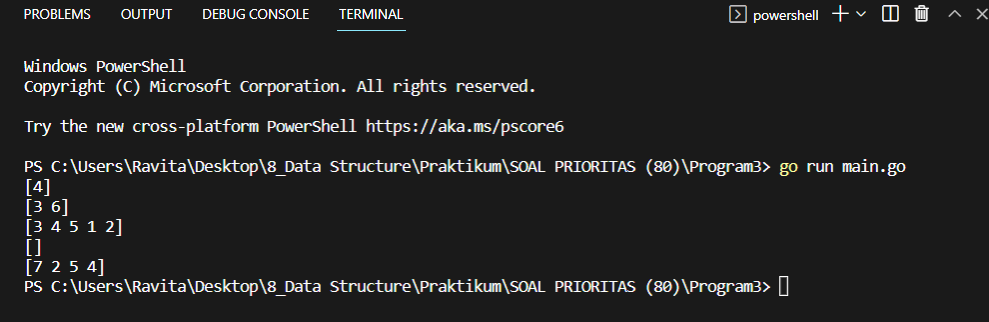 PROBLEMS OUTPUT DEBUG CONSOLE TERMINAL powershell
Windows PowerShell
Copyright (C) Microsoft Corporation. All rights reserved.
Try the new cross-platform PowerShell https://aka.ms/pscore6
PS C:\Users\Ravita\Desktop\8_Data Structure\Praktikum\SOAL PRIORITAS (80)\Program3> go run main.go
[4]
[3 6]
[3 4 5 1 2]
[]
[7 2 5 4]
PS C:\Users\Ravita\Desktop\8_Data Structure\Praktikum\SOAL PRIORITAS (80)\Program3>